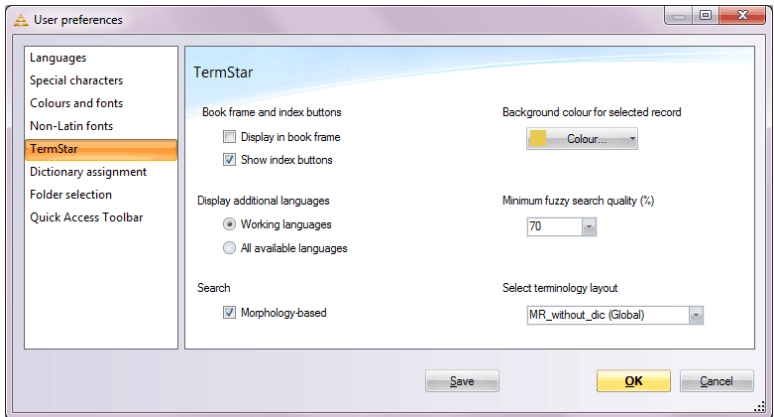 User preferences
Languages
Special characters
Colours and fonts
Non-Latin fonts
TermStar
Dictionary assignment
Folder selection
Quick Access Toolbar
TermStar
Book frame and index buttons
Display in book frame
Show index buttons
Background colour for selected record
Colour...
Display additional languages
Working languages
All available languages
Minimum fuzzy search quality (%)
70
Search
Morphology-based
Select terminology layout
MR_without_dic (Global)
Save
OK
Cancel